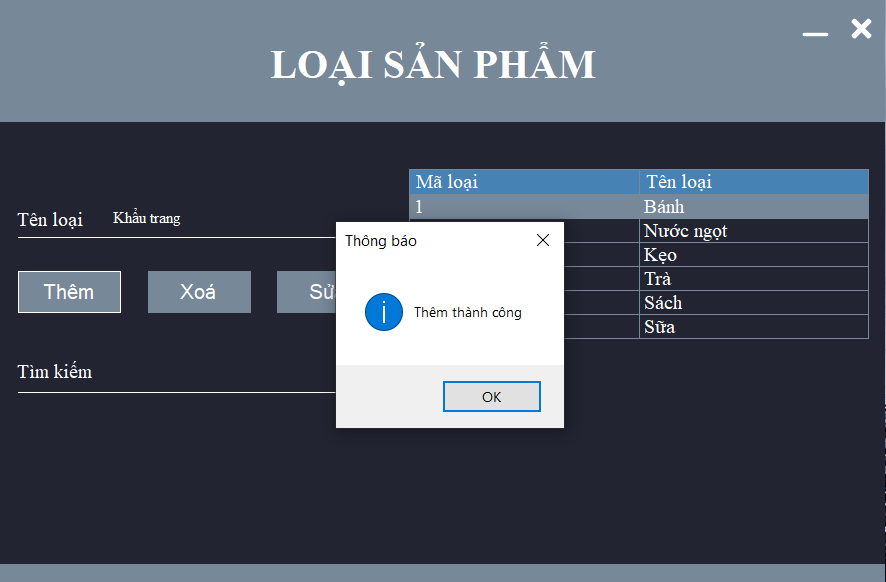 LOẠI SẢN PHẨM
Mã loại Tên loại
1 Bánh
Tên loại Khẩu trang
Nước ngọt
Kẹo
Trà
Sách
Sữa
Thêm Xoá
Tìm kiếm
Thông báo
Thêm thành công
OK